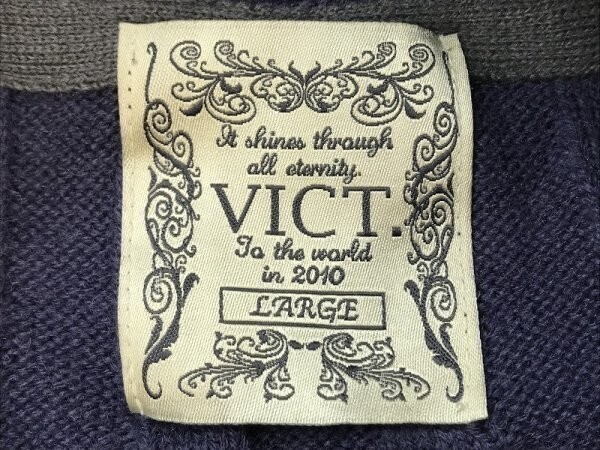 It shines through
all eternity.
VICT.
To the world
in 2010
LARGE